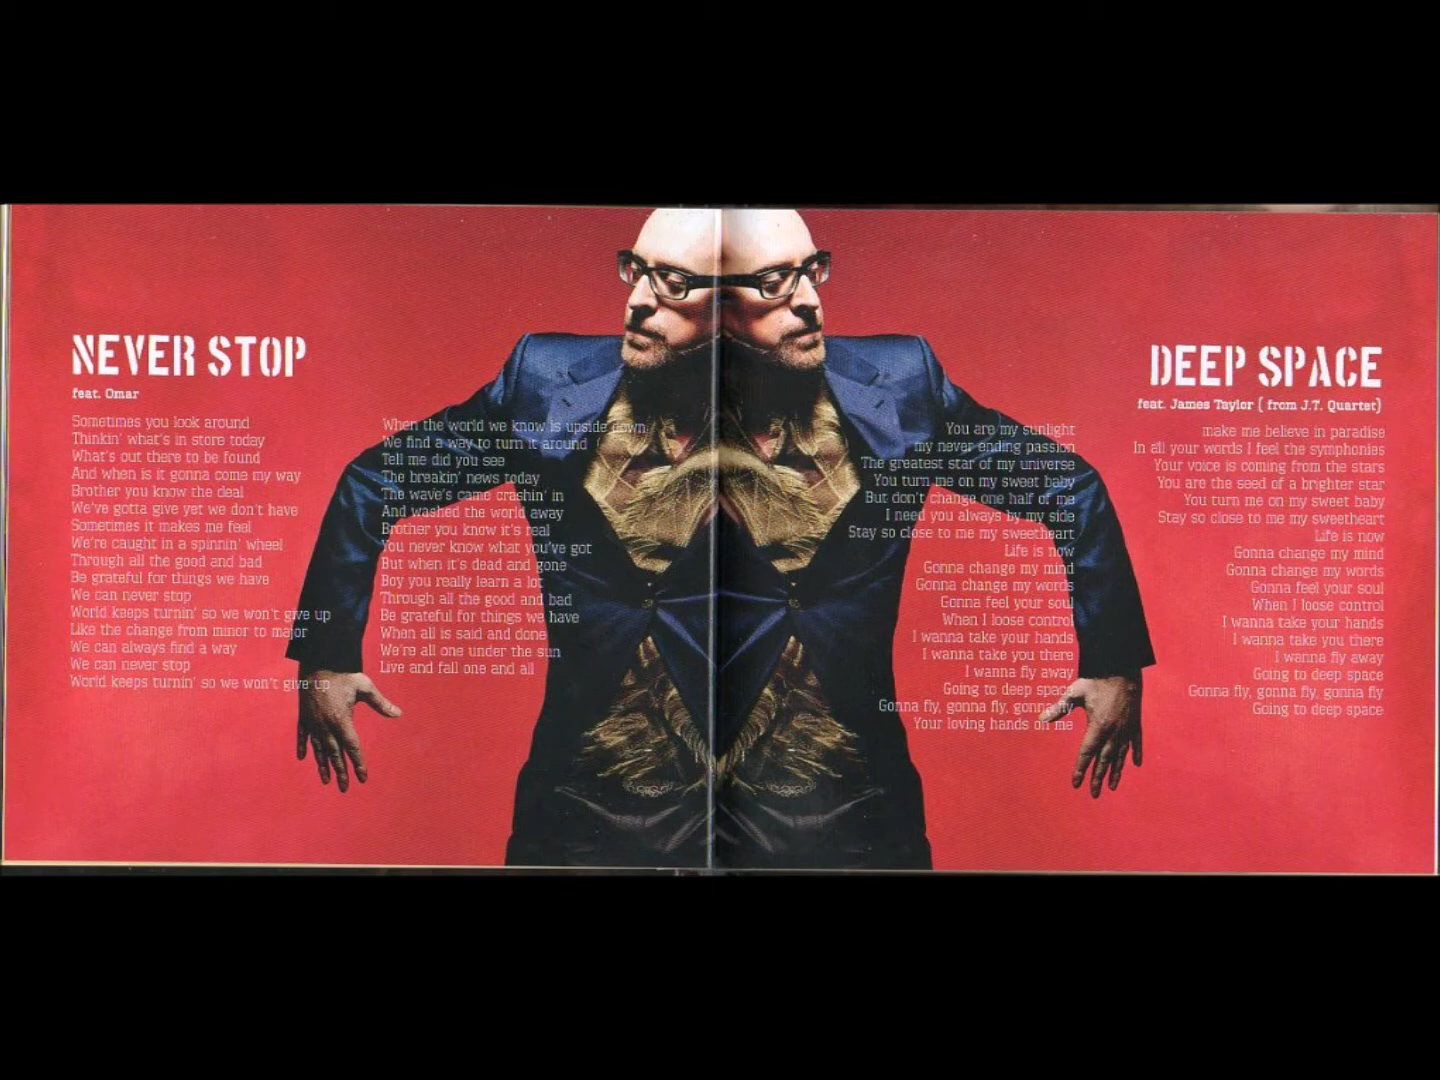 NEVER STOP
feat. Omar
Sometimes you look around
Thinkin' what's in store today
What's out there to be found
And when is it gonna come my way
Brother you know the deal
We've gotta give yet we don't have
Sometimes it makes me feel
We're caught in a spinnin' wheel
Through all the good and bad
Be grateful for things we have
We can never stop
World keeps turnin' so we won't give up
Like the change from minor to major
We can always find a way
We can never stop
World keeps turnin' so we won't give up
When the world we know is upside down
We find a way to turn it around
Tell me did you see
The breakin' news today
The wave's came crashin' in
And washed the world away
Brother you know it's real
You never know what you've got
But when it's dead and gone
Boy you really learn a lot
Through all the good and bad
Be grateful for things we have
When all is said and done
We're all one under the sun
Live and fall one and all
DEEP SPACE
feat. James Taylor ( from J.T. Quartet)
You are my sunlight
my never ending passion
The greatest star of my universe
You turn me on my sweet baby
But don't change one half of me
I need you always by my side
Stay so close to me my sweetheart
Life is now
Gonna change my mind
Gonna change my words
Gonna feel your soul
When I loose control
I wanna take your hands
I wanna take you there
I wanna fly away
Going to deep space
Gonna fly, gonna fly, gonna fly
Your loving hands on me
make me believe in paradise
In all your words I feel the symphonies
Your voice is coming from the stars
You are the seed of a brighter star
You turn me on my sweet baby
Stay so close to me my sweetheart
Life is now
Gonna change my mind
Gonna change my words
Gonna feel your soul
When I loose control
I wanna take your hands
I wanna take you there
I wanna fly away
Going to deep space
Gonna fly, gonna fly, gonna fly
Going to deep space